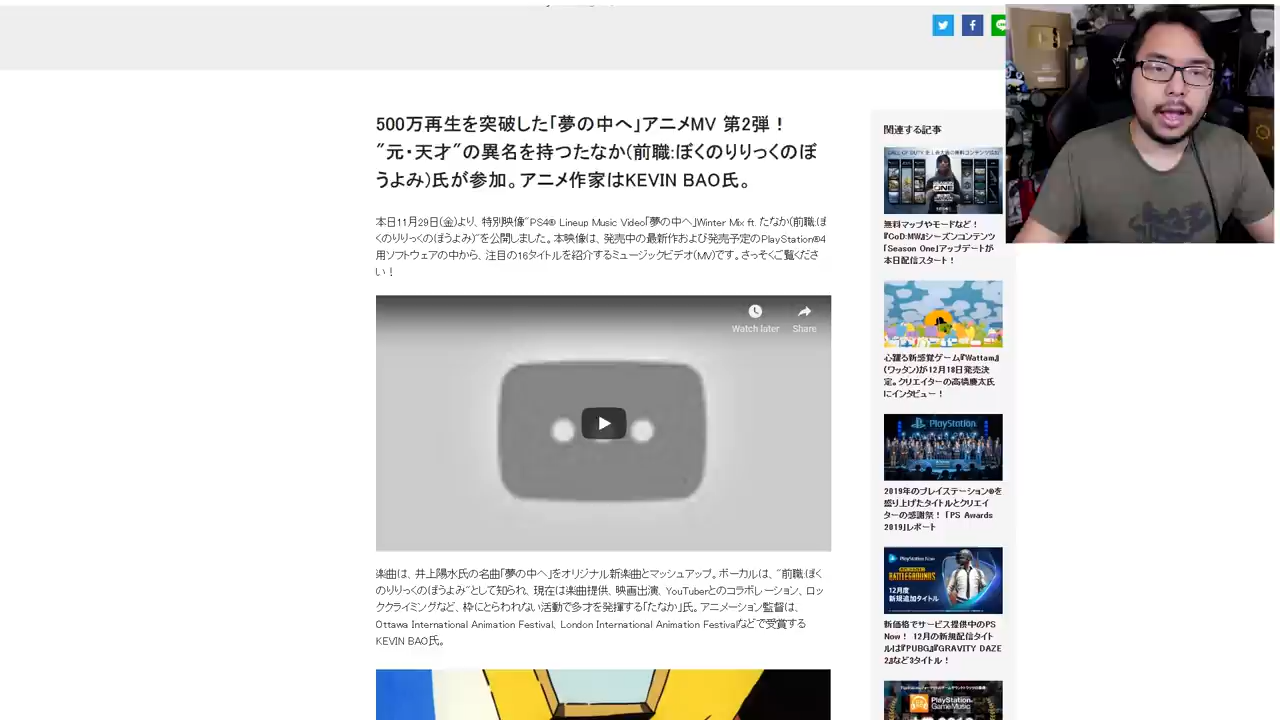 500万再生を突破した「夢の中へ」アニメMV 第2弾！
”元・天才”の異名を持つたなか(前職:ぼくのりりっくのぼ
うよみ)氏が参加。アニメ作家はKEVIN BAO氏。
本日11月29日(金)より、特別映像“PS4® Lineup Music Video「夢の中へ」Winter Mix ft. たなか(前職:ぼ
くのりりっくのぼうよみ)”を公開しました。本映像は、発売中の最新作および発売予定のPlayStation®4
用ソフトウェアの中から、注目の16タイトルを紹介するミュージックビデオ(MV)です。さっそくご覧くださ
い！
Watch later
Share
楽曲は、井上陽水氏の名曲「夢の中へ」をオリジナル新楽曲とマッシュアップ。ボーカルは、“前職:ぼく
のりりっくのぼうよみ”として知られ、現在は楽曲提供、映画出演、YouTuberとのコラボレーション、ロッ
ククライミングなど、枠にとらわれない活動で多才を発揮する「たなか」氏。アニメーション監督は、
Ottawa International Animation Festival、London International Animation Festivalなどで受賞する
KEVIN BAO氏。
関連する記事
無料マップやモードなど！
『CoD:MW』シーズンコンテンツ
「Season One」アップデートが
本日配信スタート！
心躍る新感覚ゲーム『Wattam』
(ワッタン)が12月18日発売決
定。クリエイターの高橋慶太氏
にインタビュー！
PlayStation
2019年のプレイステーション®を
盛り上げたタイトルとクリエイ
ターの感謝祭！「PS Awards
2019」レポート
PlayStation Now
BATTLEGROUNDS
12月度
新規追加タイトル
新価格でサービス提供中のPS
Now！ 12月の新規配信タイト
ルは『PUBG』『GRAVITY DAZE
2』など3タイトル！
PlayStation
GameMusic